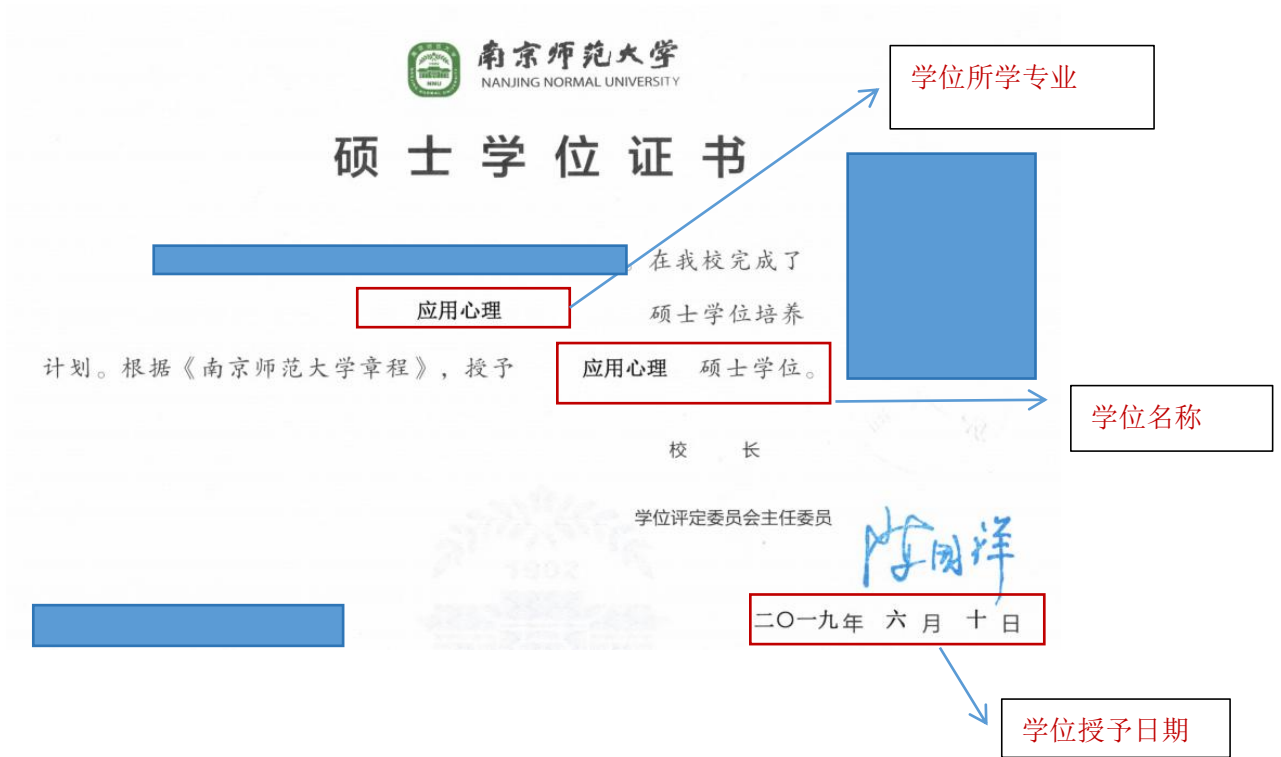 南京师范大学
NANJING NORMAL UNIVERSITY
学位所学专业
硕士学位证书
在我校完成了
应用心理 硕士学位培养
计划。根据《南京师范大学章程》，授予 应用心理 硕士学位。
学位名称
校 长
学位评定委员会主任委员
1902
二〇一九年 六 月 十 日
学位授予日期